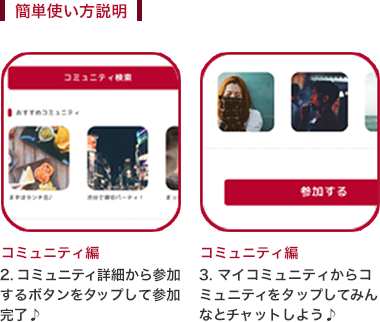 簡単使い方説明
コミュニティ検索
おすすめコミュニティ
まずはランチ会♪
渋谷で締切パーティ！
参加する
コミュニティ編
2. コミュニティ詳細から参加
するボタンをタップして参加
完了♪
コミュニティ編
3. マイコミュニティからコ
ミュニティをタップしてみん
なとチャットしよう♪